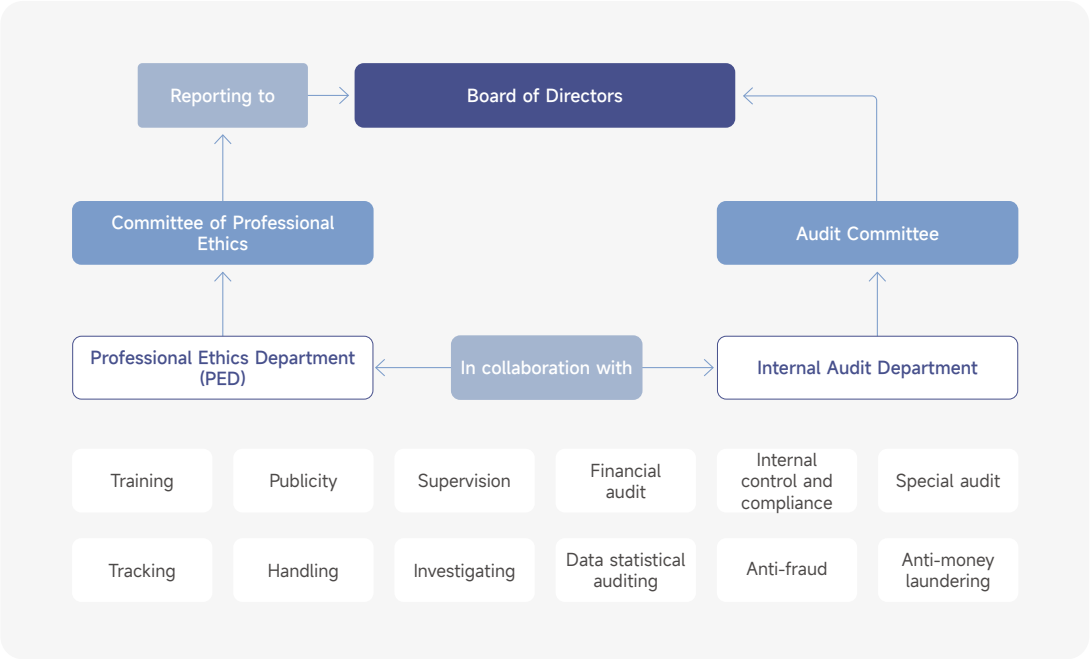 Reporting to
Board of Directors
Committee of Professional
Ethics
Audit Committee
Professional Ethics Department
(PED)
In collaboration with
Internal Audit Department
Training
Publicity
Supervision
Financial
audit
Internal
control and
compliance
Special audit
Tracking
Handling
Investigating
Data statistical
auditing
Anti-fraud
Anti-money
laundering